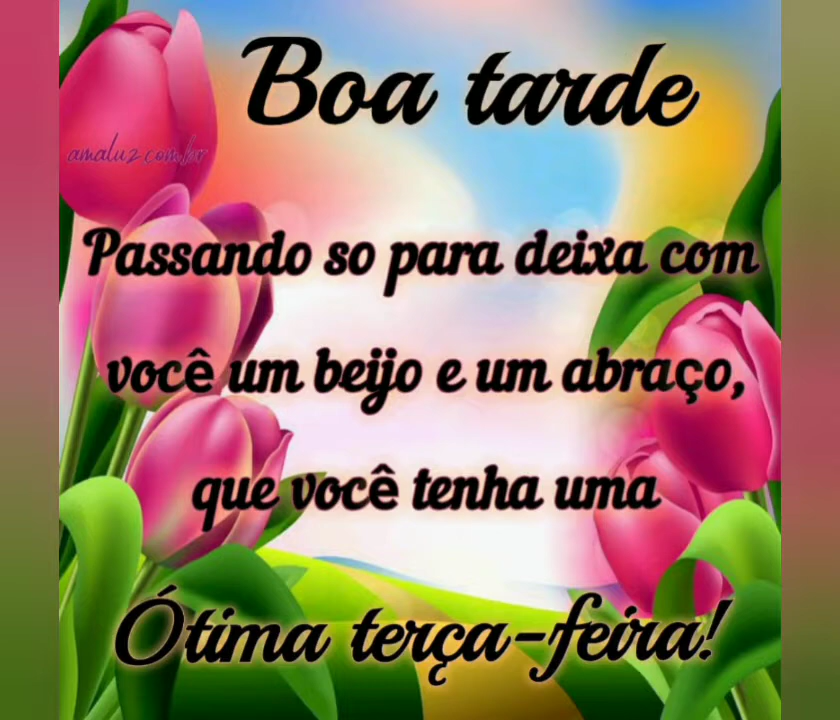 Boa tarde
amaluz.com.br
Passando so para deixa com
você um beijo e um abraço,
que você tenha uma
Ótima terça-feira!